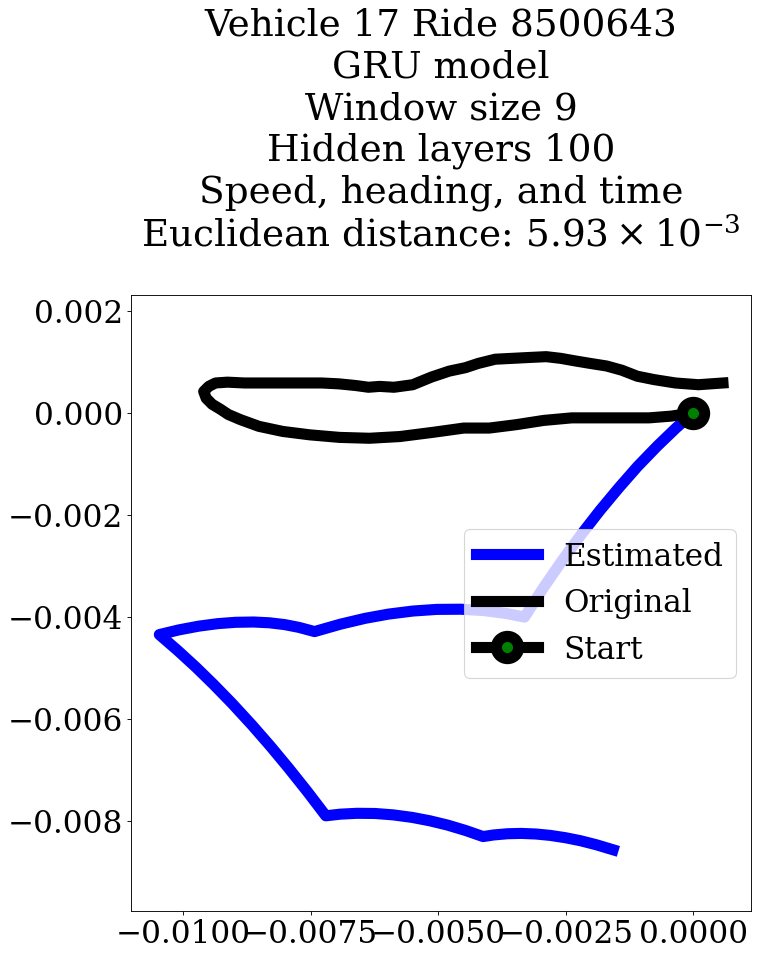 Vehicle 17 Ride 8500643
GRU model
Window size 9
Hidden layers 100
Speed, heading, and time
Euclidean distance: 5.93 × 10⁻³
0.002
0.000
−0.002
−0.004
−0.006
−0.008
Estimated
Original
Start
−0.0100 −0.0075 −0.0050 −0.0025 0.0000